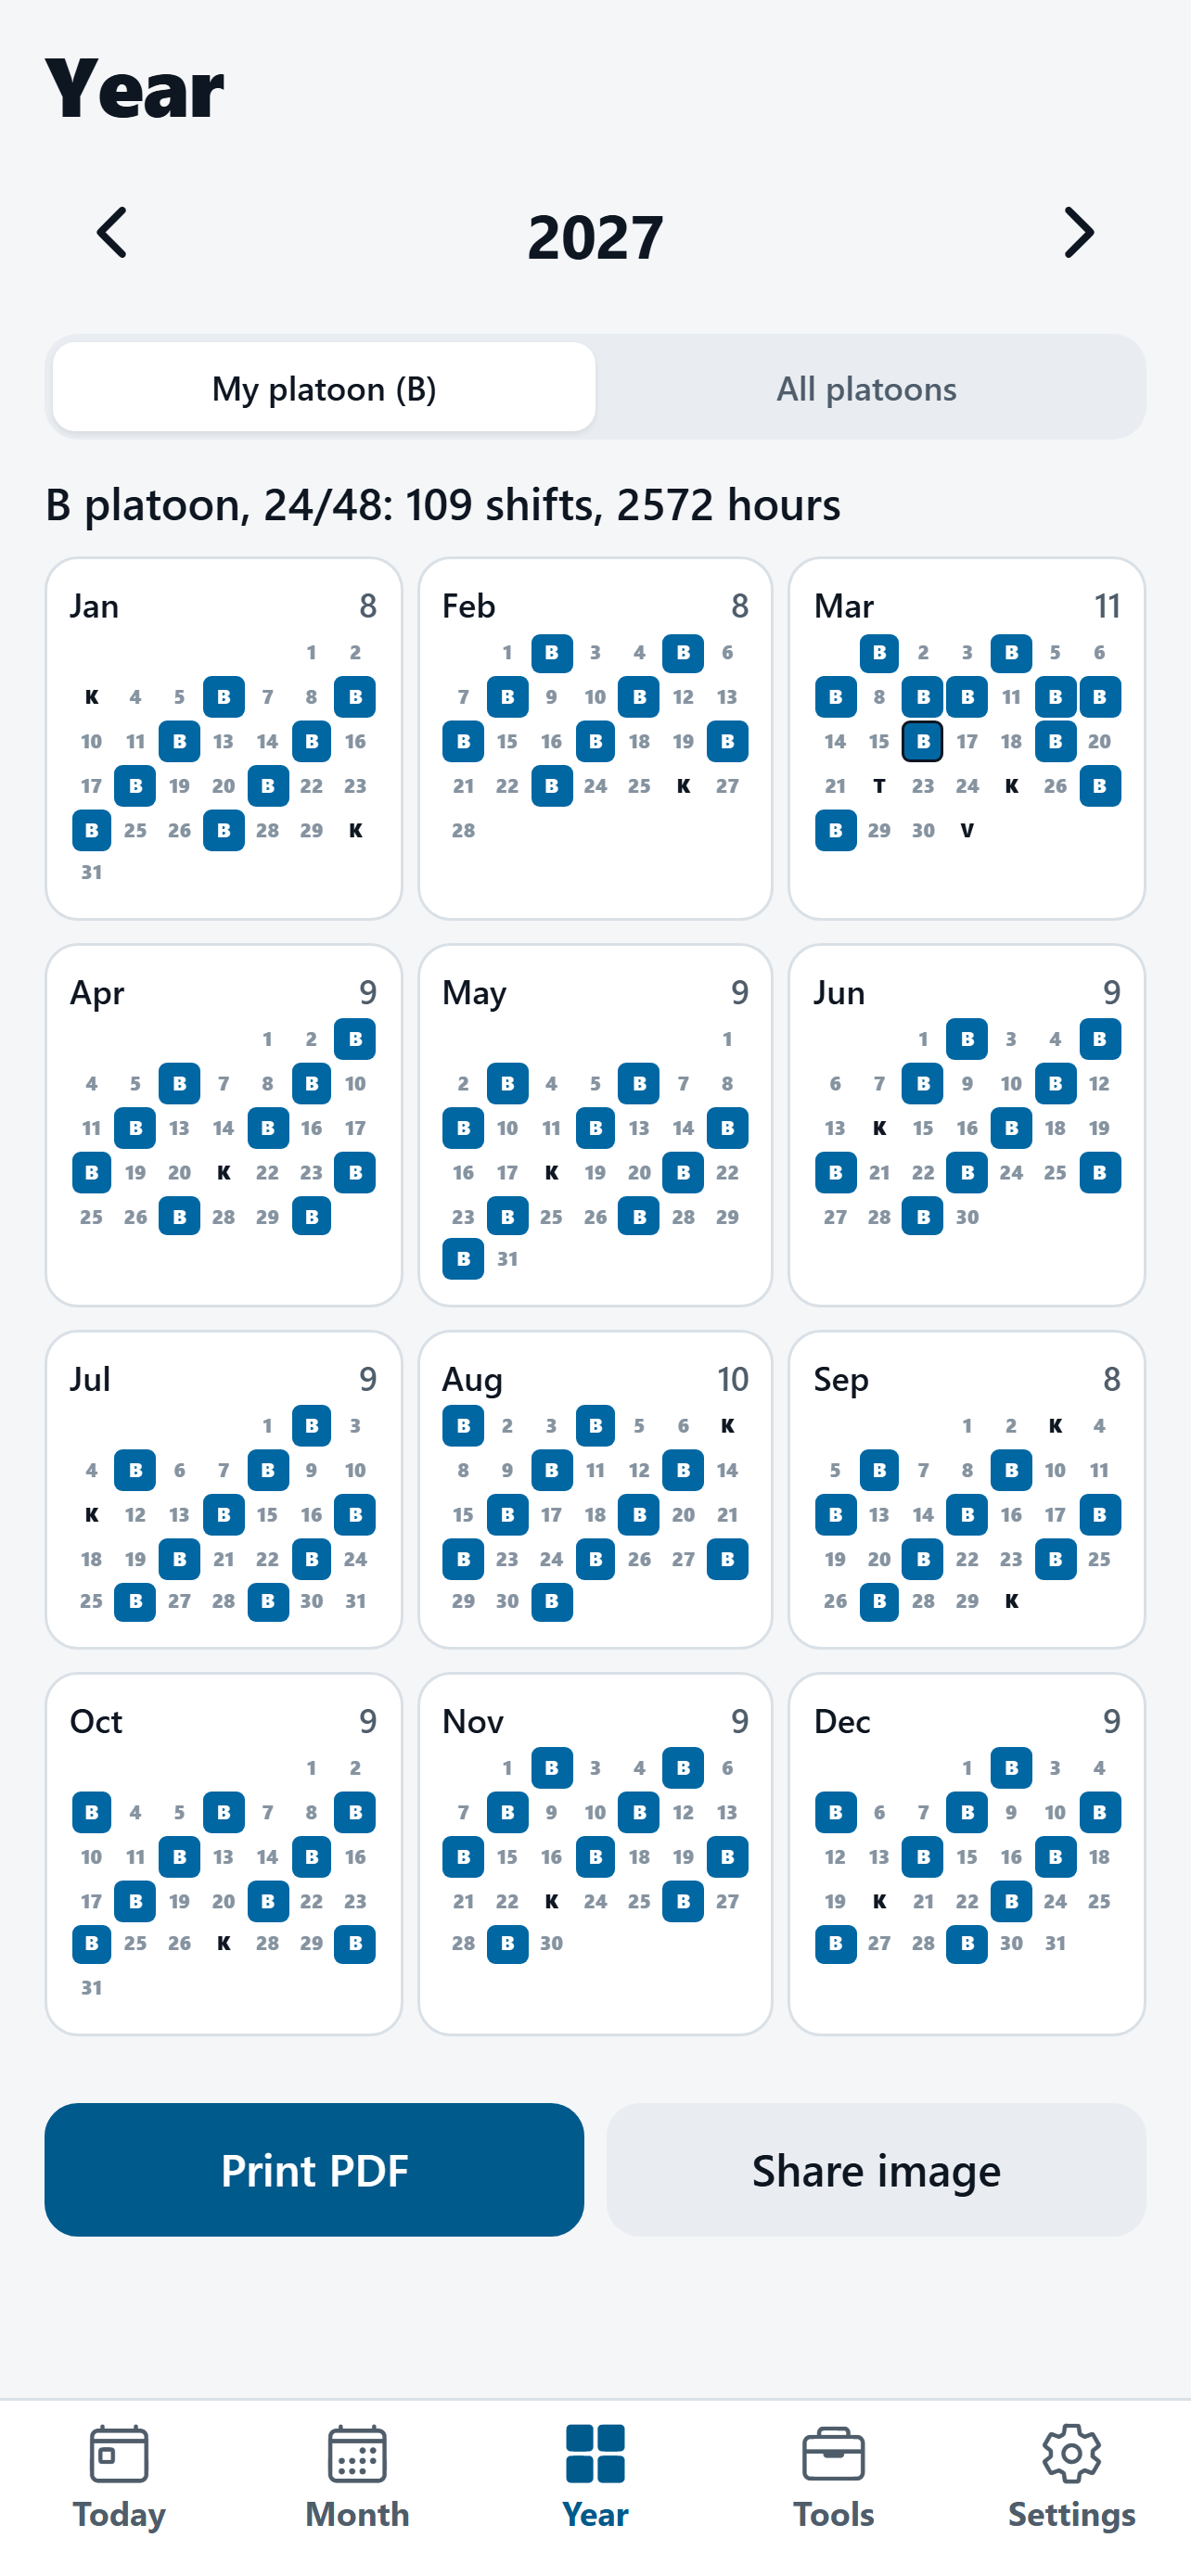 Year
2027
My platoon (B) All platoons
B platoon, 24/48: 109 shifts, 2572 hours
Jan 8
1 2
K 4 5 B 7 8 B
10 11 B 13 14 B 16
17 B 19 20 B 22 23
B 25 26 B 28 29 K
31
Feb 8
1 B 3 4 B 6
7 B 9 10 B 12 13
B 15 16 B 18 19 B
21 22 B 24 25 K 27
28
Mar 11
B 2 3 B 5 6
B 8 B B 11 B B
14 15 B 17 18 B 20
21 T 23 24 K 26 B
B 29 30 V
Apr 9
1 2 B
4 5 B 7 8 B 10
11 B 13 14 B 16 17
B 19 20 K 22 23 B
25 26 B 28 29 B
May 9
1
2 B 4 5 B 7 8
B 10 11 B 13 14 B
16 17 K 19 20 B 22
23 B 25 26 B 28 29
B 31
Jun 9
1 B 3 4 B
6 7 B 9 10 B 12
13 K 15 16 B 18 19
B 21 22 B 24 25 B
27 28 B 30
Jul 9
1 B 3
4 B 6 7 B 9 10
K 12 13 B 15 16 B
18 19 B 21 22 B 24
25 B 27 28 B 30 31
Aug 10
B 2 3 B 5 6 K
8 9 B 11 12 B 14
15 B 17 18 B 20 21
B 23 24 B 26 27 B
29 30 B
Sep 8
1 2 K 4
5 B 7 8 B 10 11
B 13 14 B 16 17 B
19 20 B 22 23 B 25
26 B 28 29 K
Oct 9
1 2
B 4 5 B 7 8 B
10 11 B 13 14 B 16
17 B 19 20 B 22 23
B 25 26 K 28 29 B
31
Nov 9
1 B 3 4 B 6
7 B 9 10 B 12 13
B 15 16 B 18 19 B
21 22 K 24 25 B 27
28 B 30
Dec 9
1 B 3 4
B 6 7 B 9 10 B
12 13 B 15 16 B 18
19 K 21 22 B 24 25
B 27 28 B 30 31
Print PDF Share image
Today Month Year Tools Settings